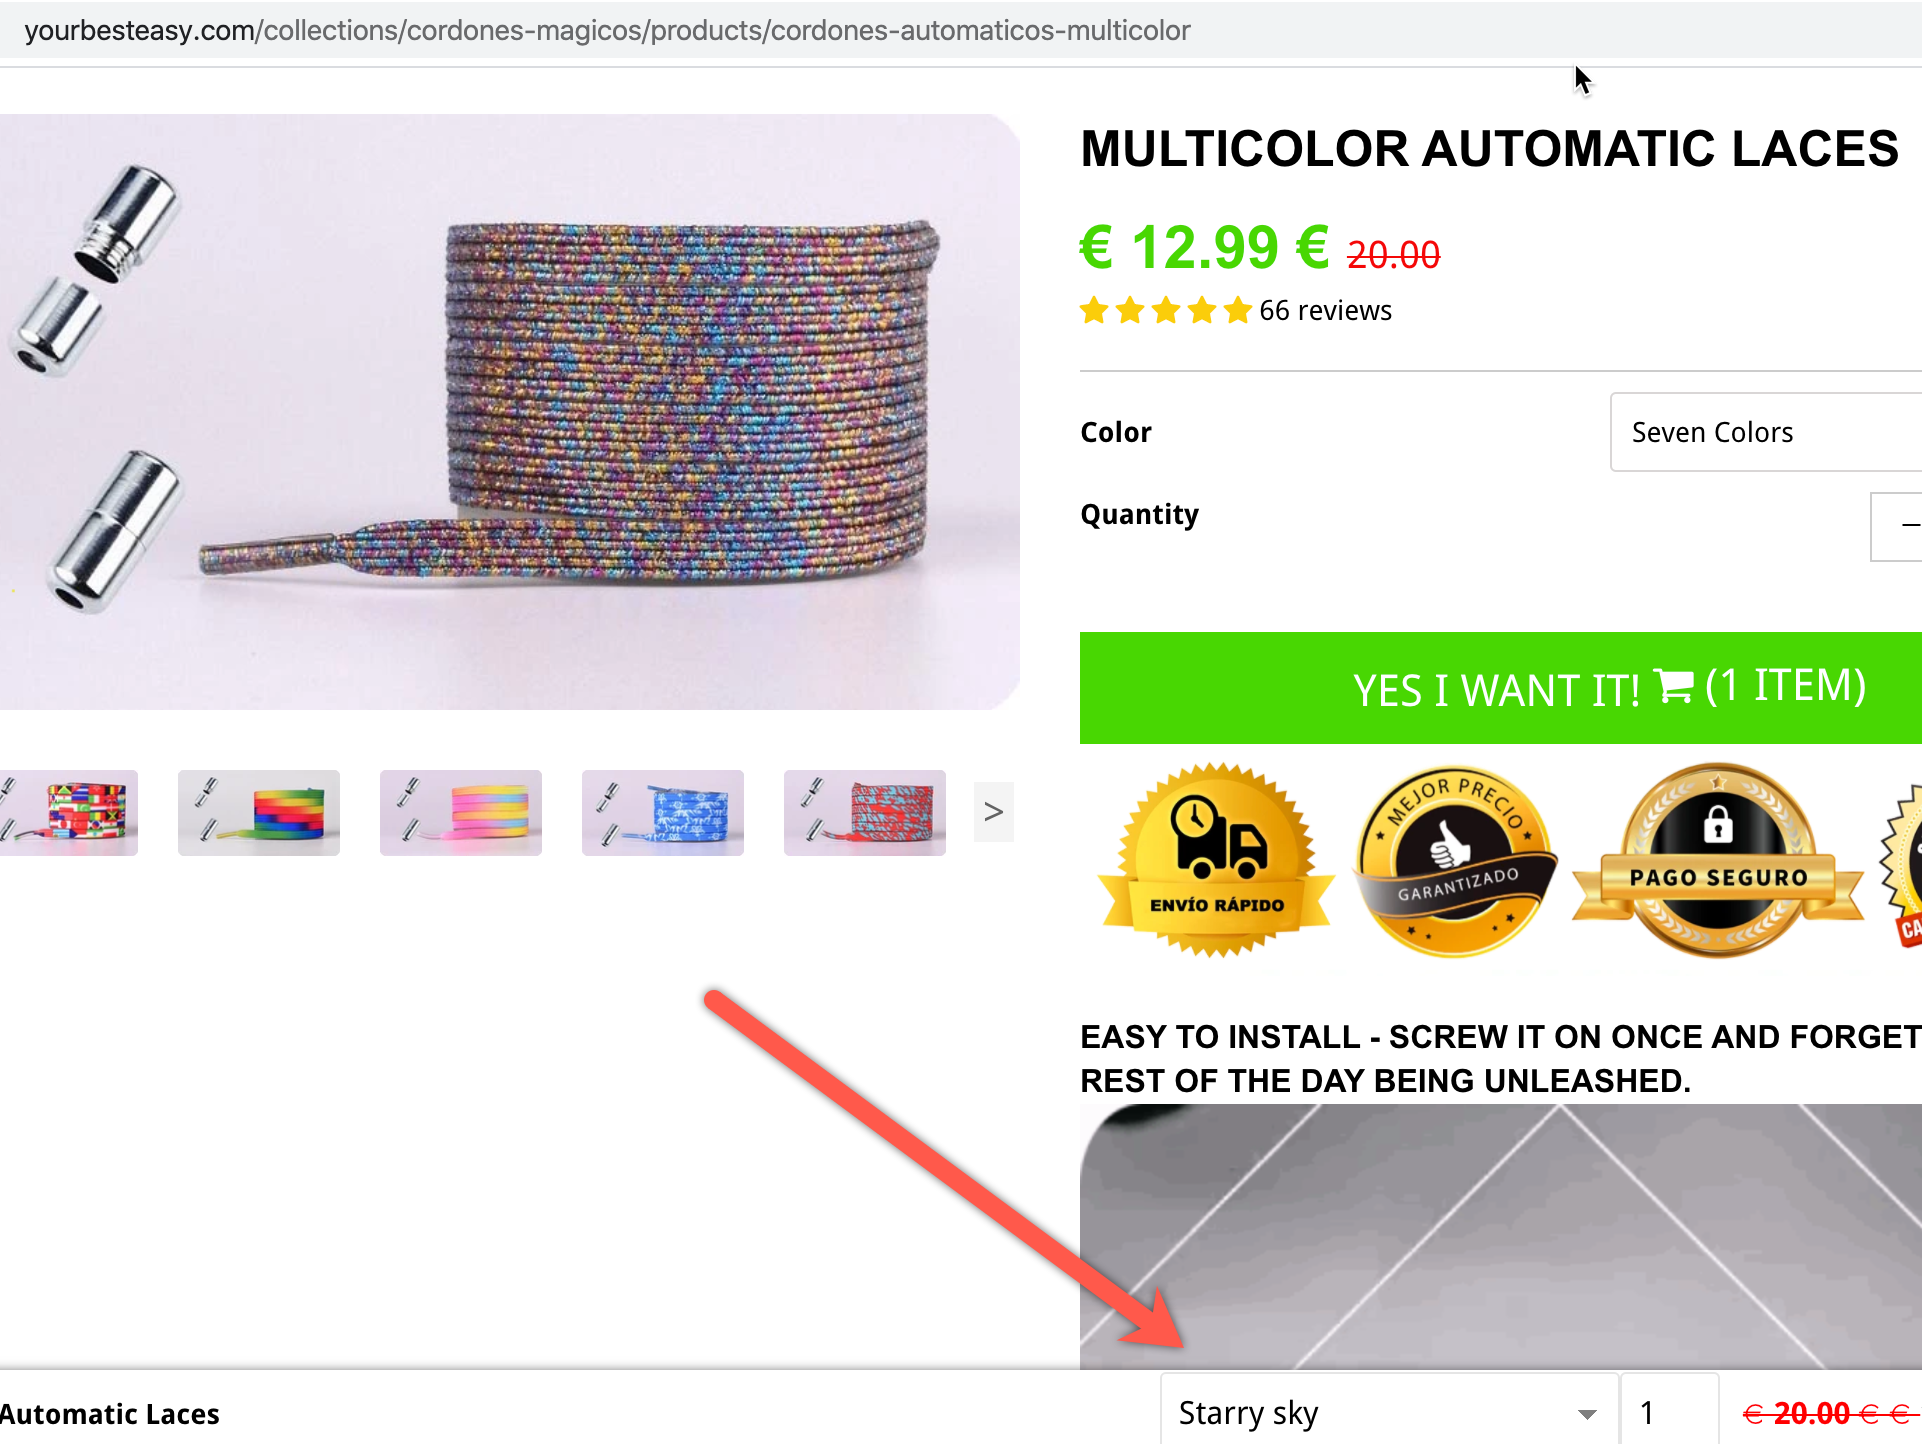 yourbesteasy.com/collections/cordones-magicos/products/cordones-automaticos-multicolor
MULTICOLOR AUTOMATIC LACES
€ 12.99 € 20.00
66 reviews
Color
Seven Colors
Quantity
−
YES I WANT IT! (1 ITEM)
ENVÍO RÁPIDO
MEJOR PRECIO
GARANTIZADO
PAGO SEGURO
CA
EASY TO INSTALL - SCREW IT ON ONCE AND FORGET
REST OF THE DAY BEING UNLEASHED.
>
Automatic Laces
Starry sky
1
€ 20.00 € €